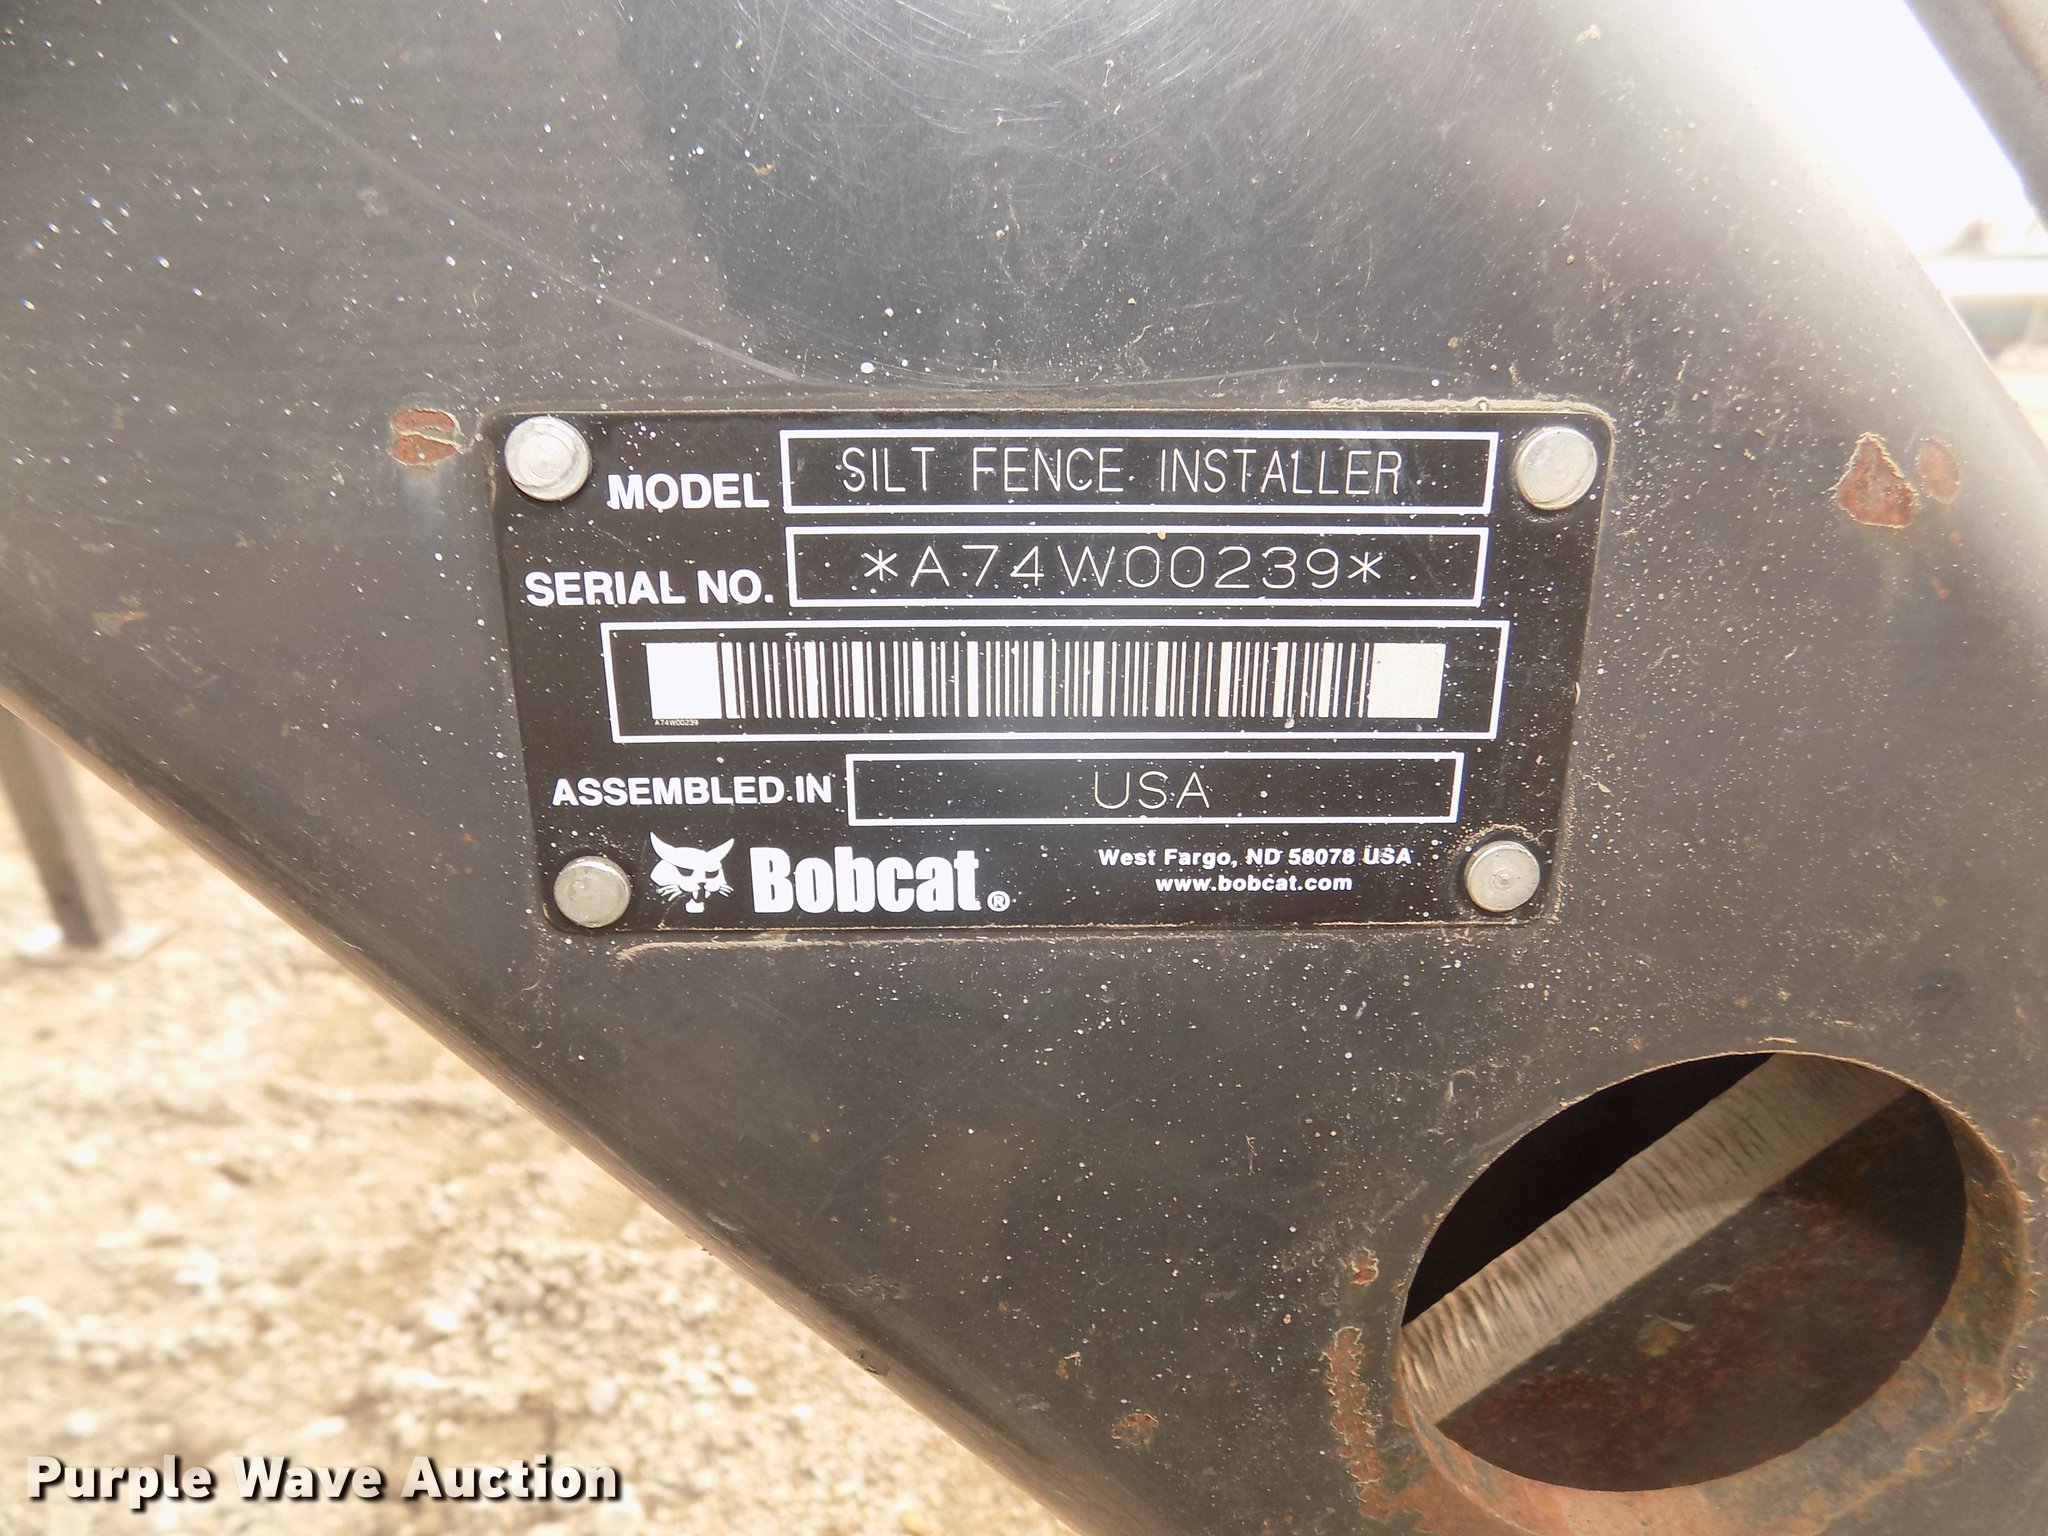 MODEL SILT FENCE INSTALLER
SERIAL NO. *A74W00239*
A74W00239
ASSEMBLED IN USA
Bobcat®
West Fargo, ND 58078 USA
www.bobcat.com
Purple Wave Auction